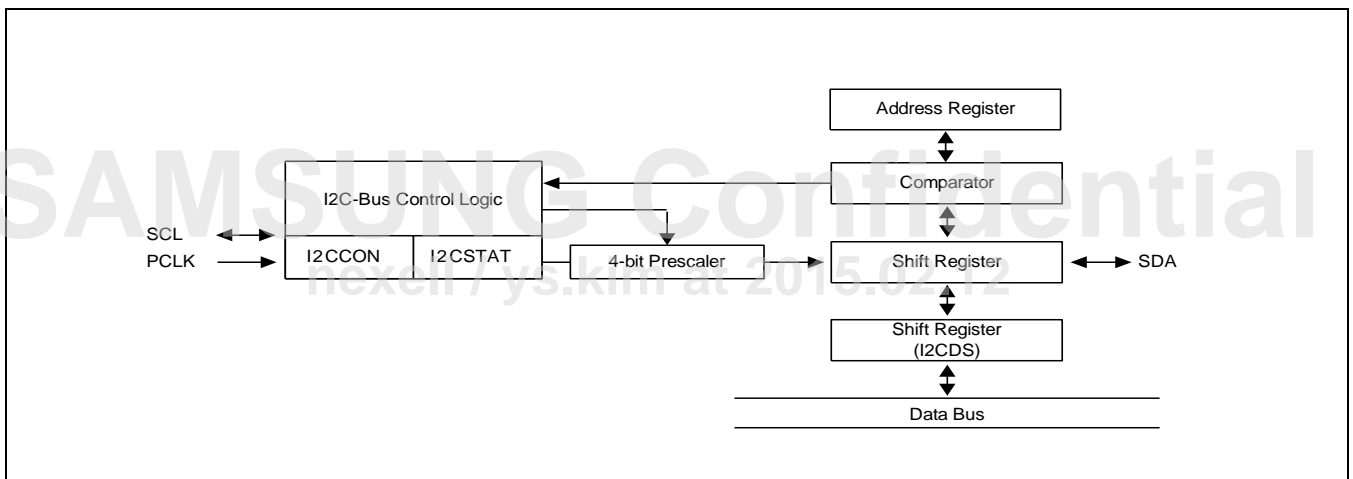 Address Register
SAMSUNG Confidential
Comparator
I2C-Bus Control Logic
SCL
PCLK
I2CCON
I2CSTAT
4-bit Prescaler
Shift Register
SDA
nexell / ys.kim at 2015.02.12
Shift Register
(I2CDS)
Data Bus